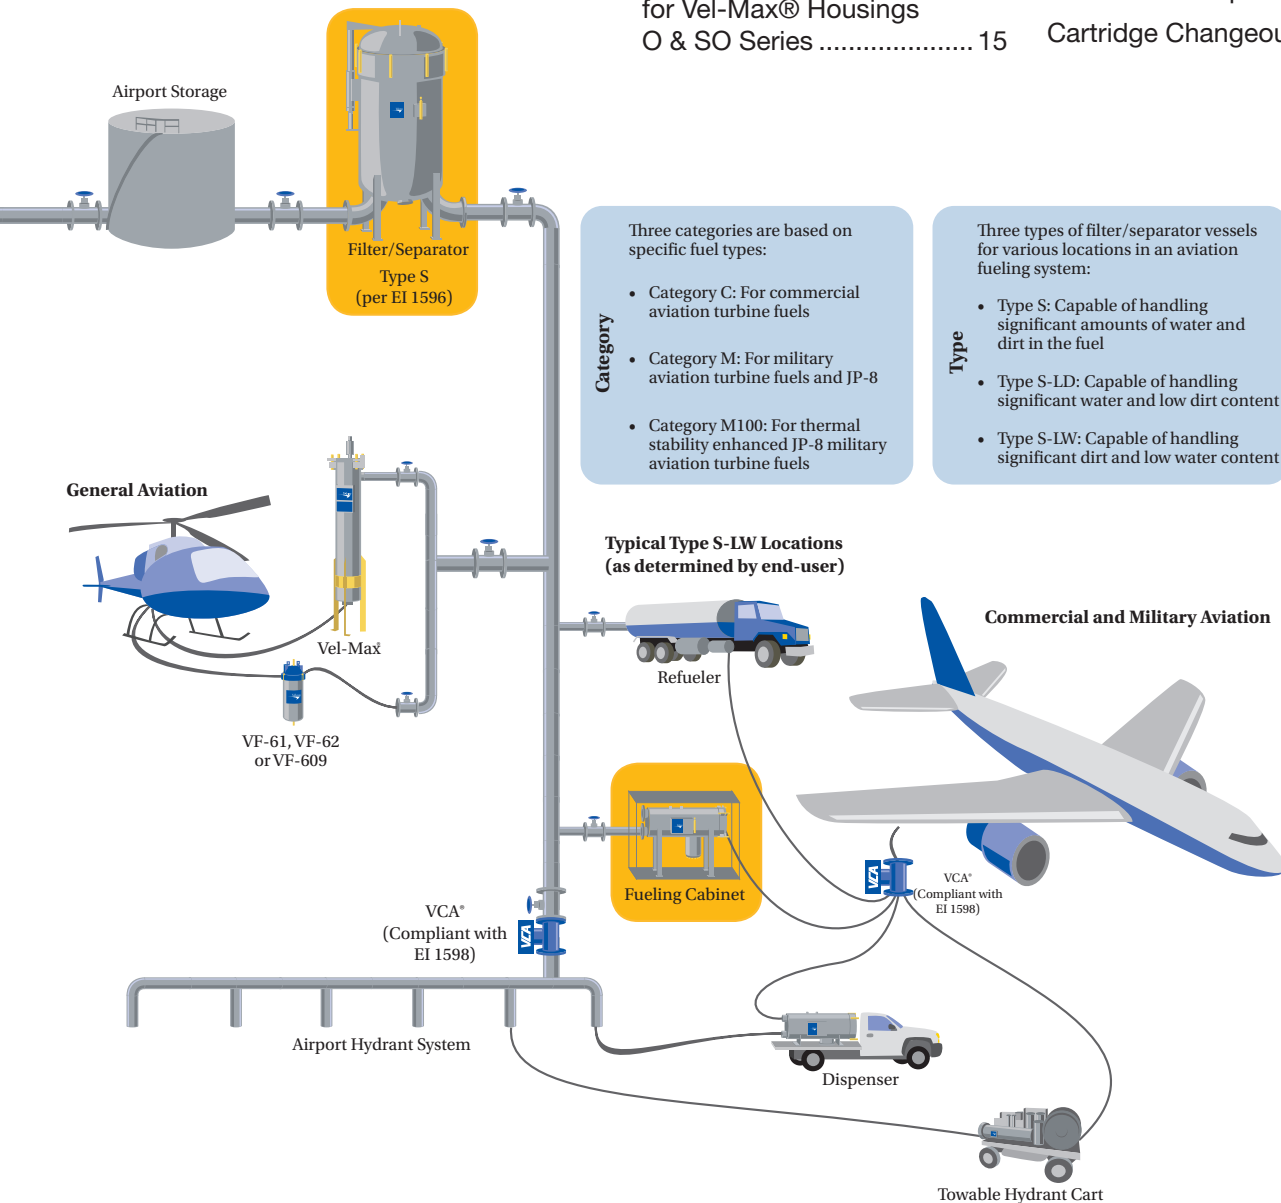 for Vel-Max® Housings
O & SO Series ..................... 15
Cartridge Changeou
Airport Storage
Filter/Separator
Type S
(per EI 1596)
Category
Three categories are based on
specific fuel types:
• Category C: For commercial
aviation turbine fuels
• Category M: For military
aviation turbine fuels and JP-8
• Category M100: For thermal
stability enhanced JP-8 military
aviation turbine fuels
Type
Three types of filter/separator vessels
for various locations in an aviation
fueling system:
• Type S: Capable of handling
significant amounts of water and
dirt in the fuel
• Type S-LD: Capable of handling
significant water and low dirt content
• Type S-LW: Capable of handling
significant dirt and low water content
General Aviation
Vel-Max®
VF-61, VF-62
or VF-609
Typical Type S-LW Locations
(as determined by end-user)
Refueler
Commercial and Military Aviation
Fueling Cabinet
VCA
VCA®
(Compliant with
EI 1598)
VCA®
(Compliant with
EI 1598)
VCA
Airport Hydrant System
Dispenser
Towable Hydrant Cart